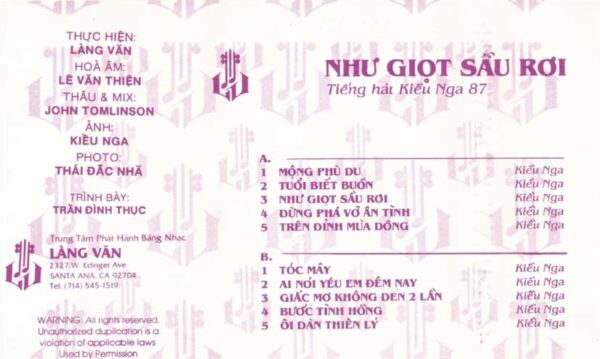 THỰC HIỆN:
LÀNG VĂN
HOÀ ÂM:
LÊ VĂN THIỆN
THÂU & MIX:
JOHN TOMLINSON
ẢNH:
KIỀU NGA
PHOTO:
THÁI ĐẮC NHÃ
TRÌNH BÀY:
TRẦN ĐÌNH THỤC
Trung Tâm Phát Hành Băng Nhạc
LÀNG VĂN
2327 W. Edinger Ave.
SANTA ANA, CA 92704
Tel: (714) 545-1519
WARNING: All rights reserved.
Unauthorized duplication is a
violation of applicable laws
Used by Permission
NHƯ GIỌT SẦU RƠI
Tiếng hát Kiều Nga 87
A.
1 MỘNG PHÙ DU Kiều Nga
2 TUỔI BIẾT BUỒN Kiều Nga
3 NHƯ GIỌT SẦU RƠI Kiều Nga
4 ĐỪNG PHÁ VỠ ÂN TÌNH Kiều Nga
5 TRÊN ĐỈNH MÙA ĐÔNG Kiều Nga
B.
1 TÓC MÂY Kiều Nga
2 AI NÓI YÊU EM ĐÊM NAY Kiều Nga
3 GIẤC MƠ KHÔNG ĐẾN 2 LẦN Kiều Nga
4 BƯỚC TÌNH HỒNG Kiều Nga
5 ÔI DÂN THIÊN LÝ Kiều Nga